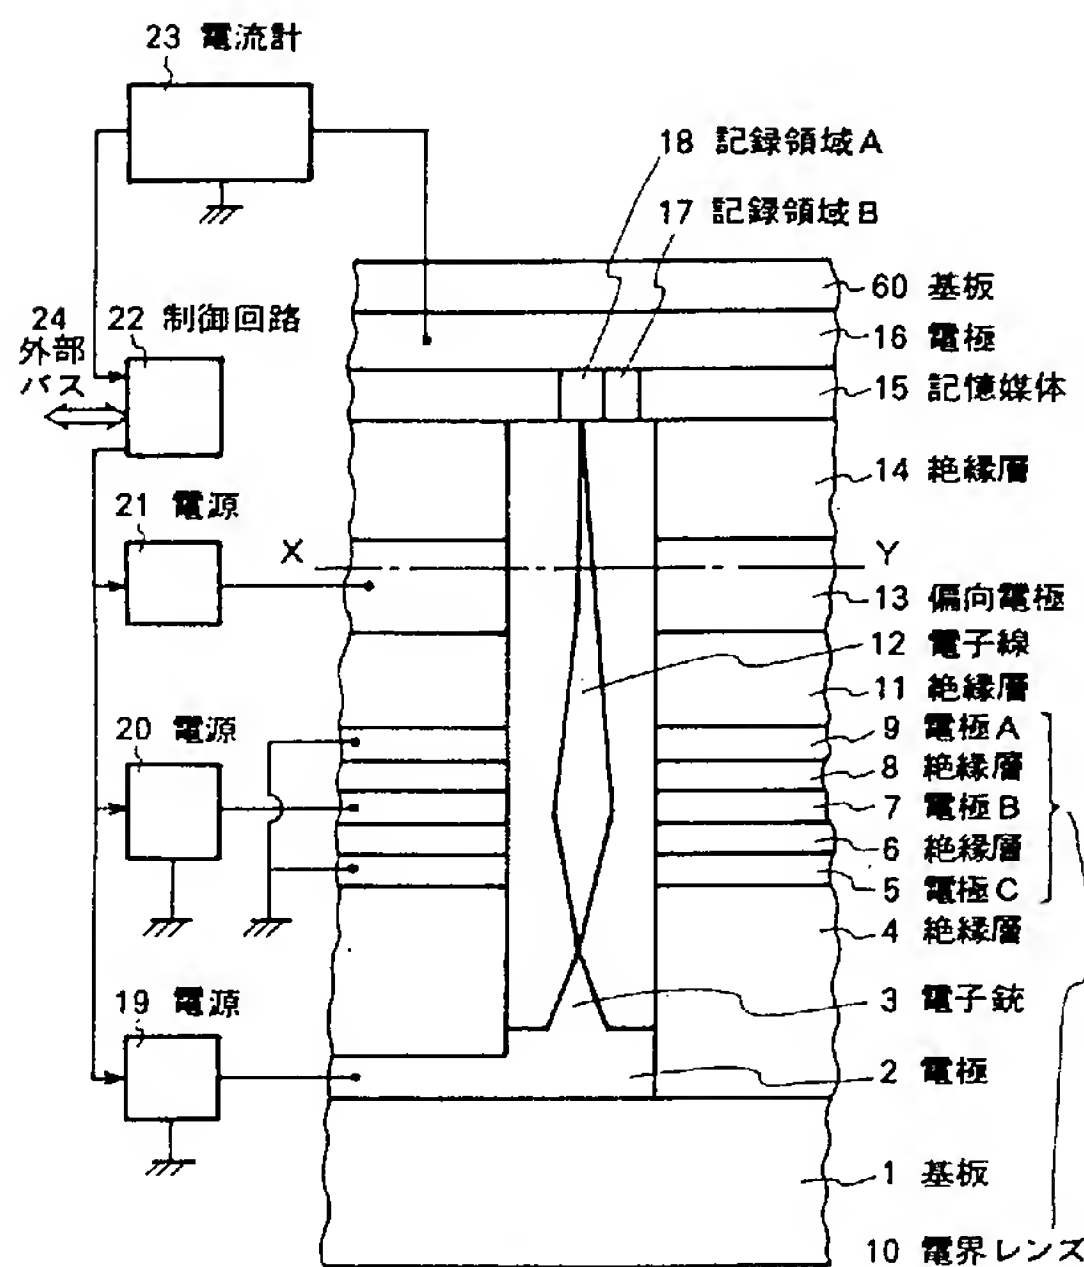 23 電流計
18 記録領域A
17 記録領域B
60 基板
16 電極
15 記憶媒体
14 絶縁層
24 外部バス
22 制御回路
21 電源
X
Y
13 偏向電極
12 電子線
11 絶縁層
9 電極A
8 絶縁層
7 電極B
6 絶縁層
5 電極C
4 絶縁層
20 電源
3 電子銃
19 電源
2 電極
1 基板
10 電界レンズ